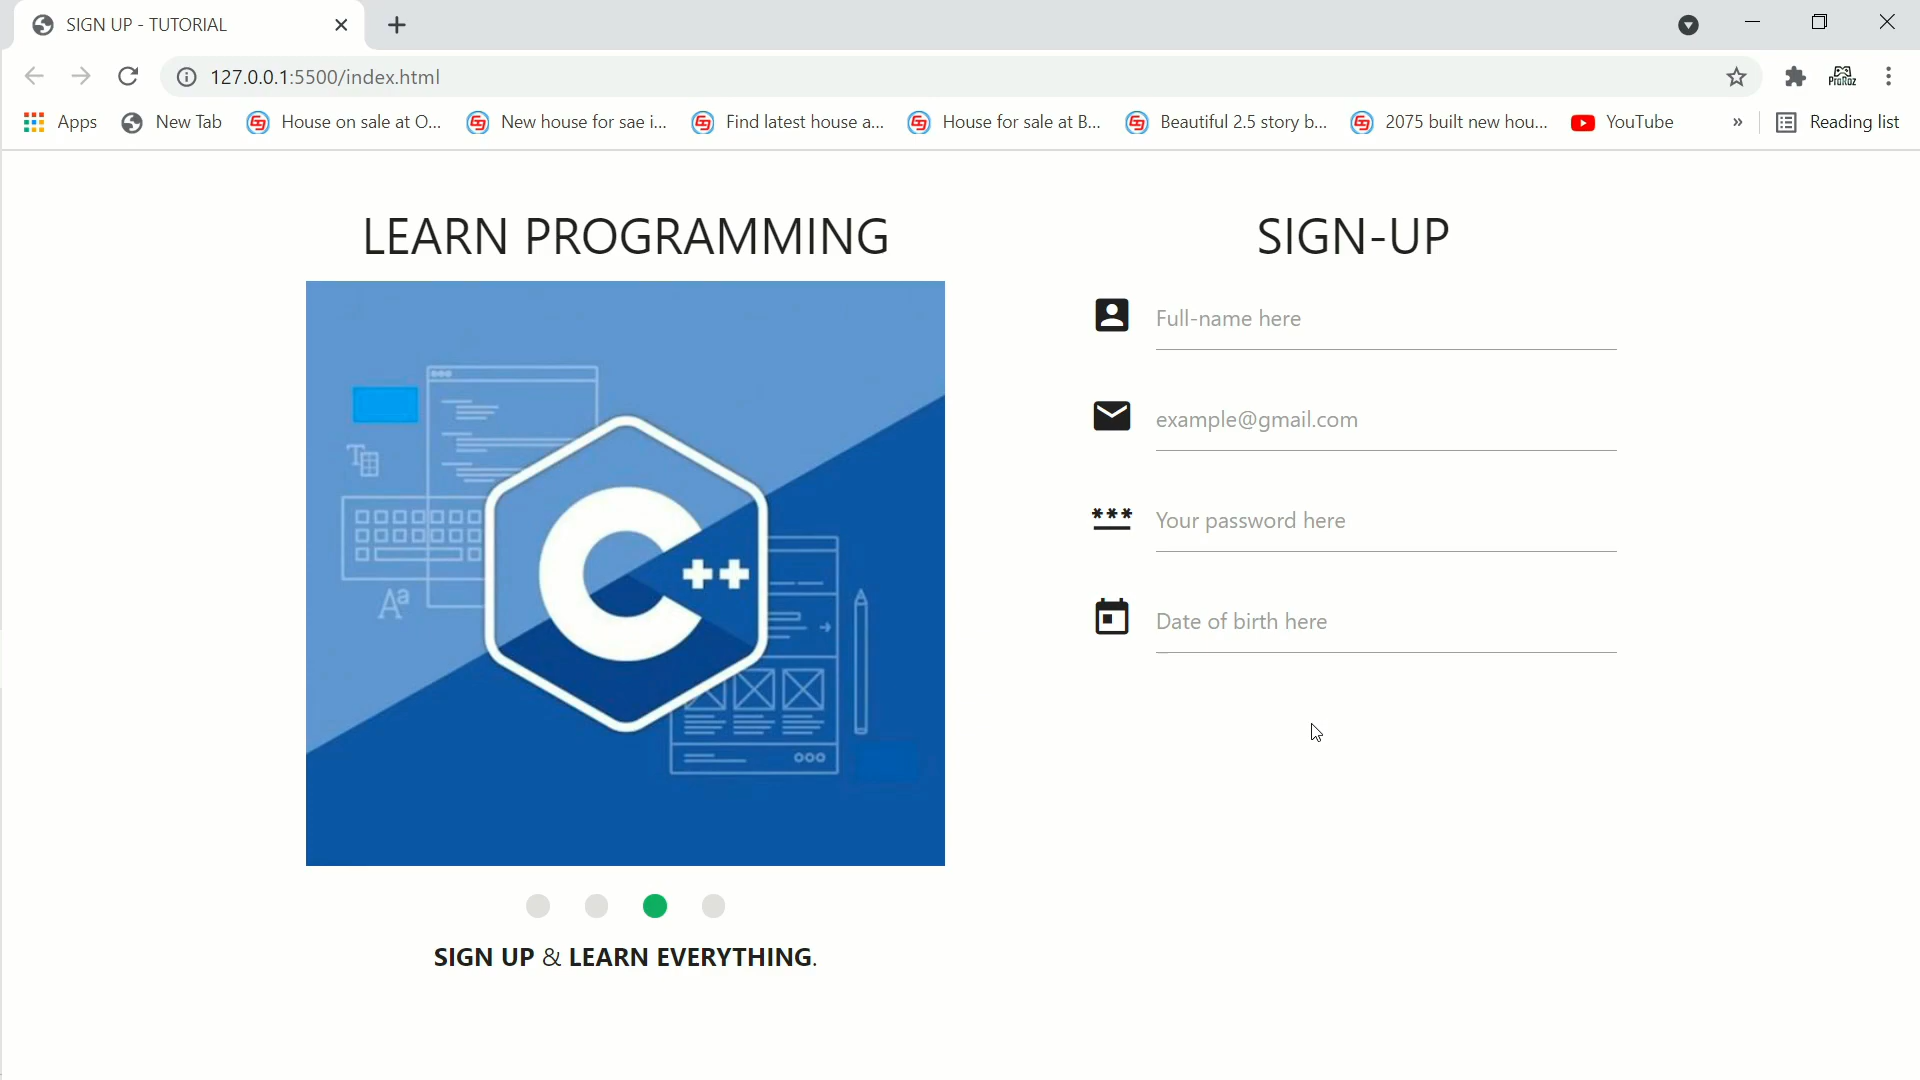 SIGN UP - TUTORIAL
127.0.0.1:5500/index.html
Apps
New Tab
House on sale at O...
New house for sae i...
Find latest house a...
House for sale at B...
Beautiful 2.5 story b...
2075 built new hou...
YouTube
»
Reading list
ProRoz
LEARN PROGRAMMING
C++
T
Aa
SIGN UP & LEARN EVERYTHING.
SIGN-UP
Full-name here
example@gmail.com
***
Your password here
Date of birth here